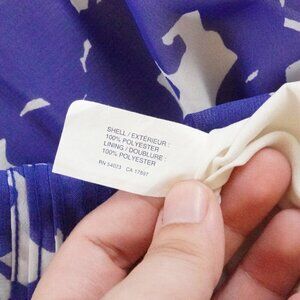 SHELL / EXTÉRIEUR :
100% POLYESTER
LINING / DOUBLURE :
100% POLYESTER
RN 54023 CA 17897